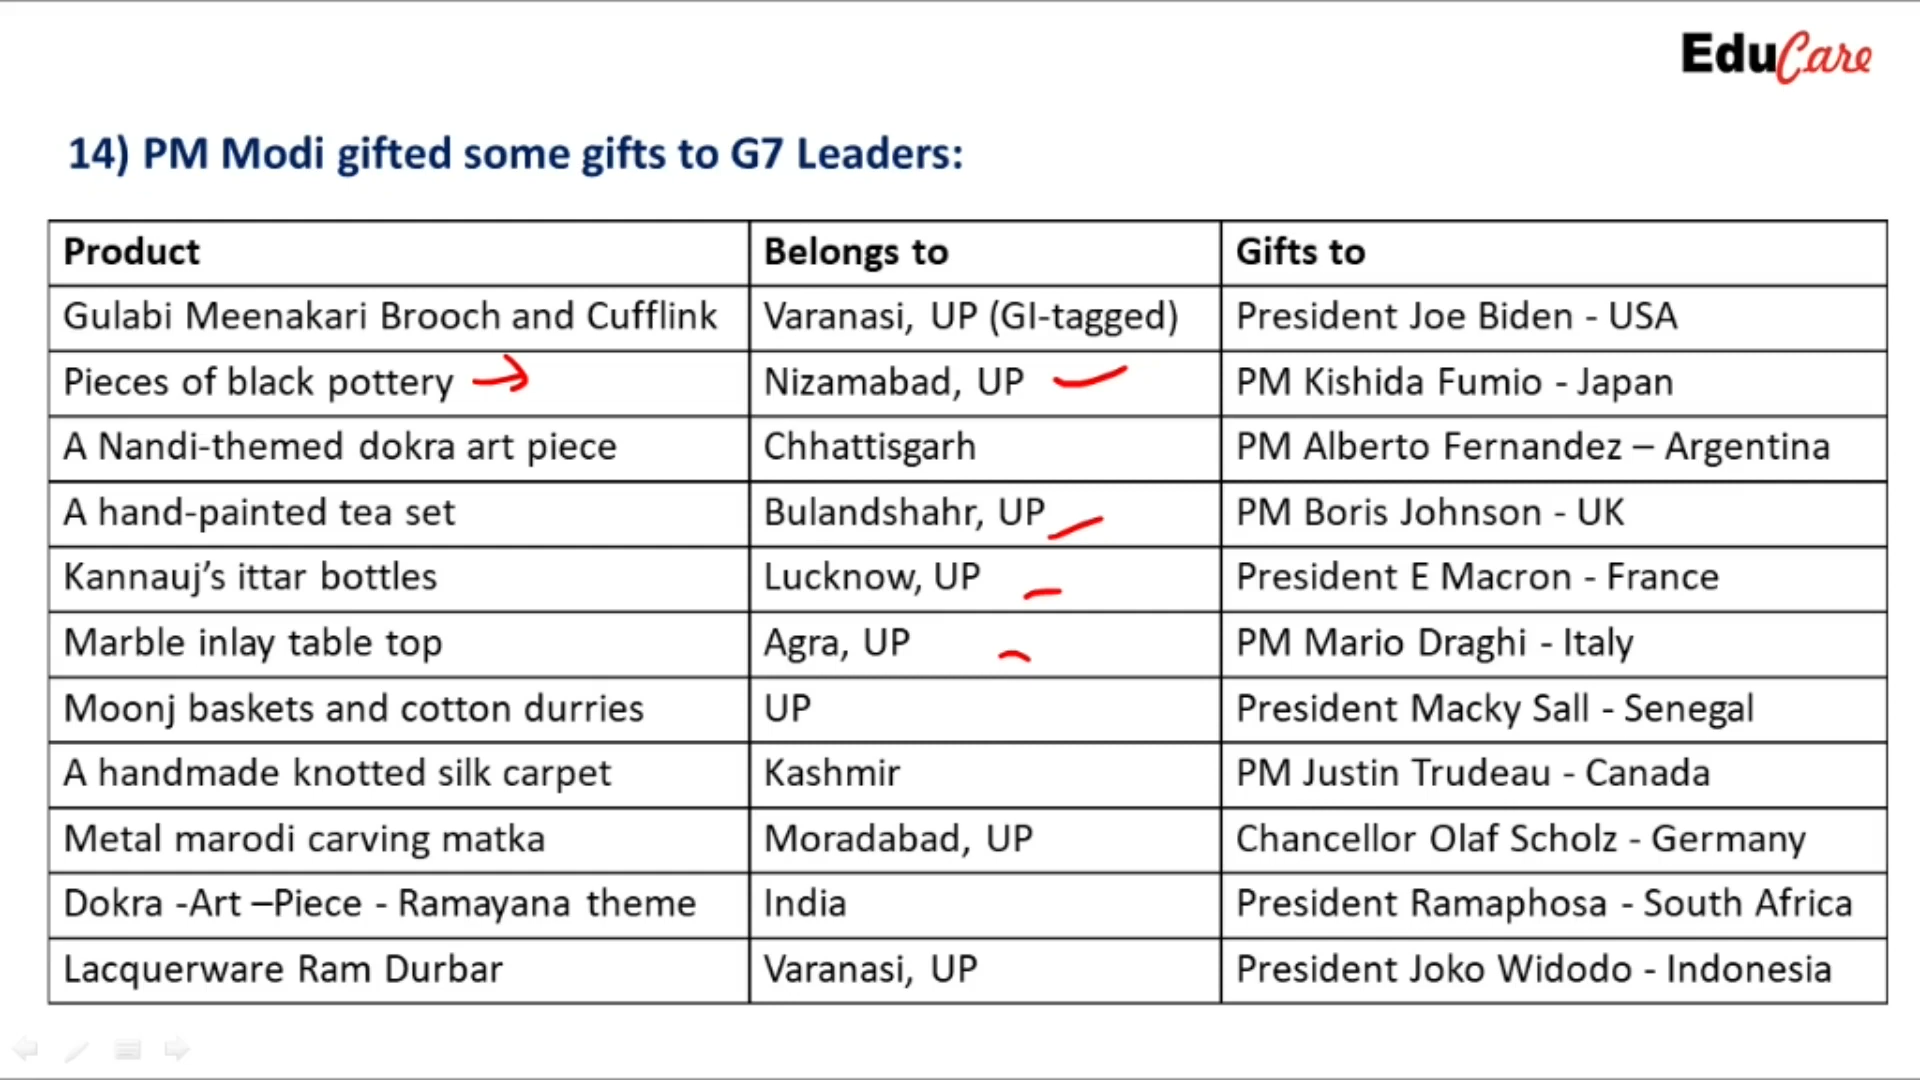 EduCare
14) PM Modi gifted some gifts to G7 Leaders:
Product Belongs to Gifts to
Gulabi Meenakari Brooch and Cufflink Varanasi, UP (GI-tagged) President Joe Biden - USA
Pieces of black pottery Nizamabad, UP PM Kishida Fumio - Japan
A Nandi-themed dokra art piece Chhattisgarh PM Alberto Fernandez – Argentina
A hand-painted tea set Bulandshahr, UP PM Boris Johnson - UK
Kannauj’s ittar bottles Lucknow, UP President E Macron - France
Marble inlay table top Agra, UP PM Mario Draghi - Italy
Moonj baskets and cotton durries UP President Macky Sall - Senegal
A handmade knotted silk carpet Kashmir PM Justin Trudeau - Canada
Metal marodi carving matka Moradabad, UP Chancellor Olaf Scholz - Germany
Dokra -Art –Piece - Ramayana theme India President Ramaphosa - South Africa
Lacquerware Ram Durbar Varanasi, UP President Joko Widodo - Indonesia